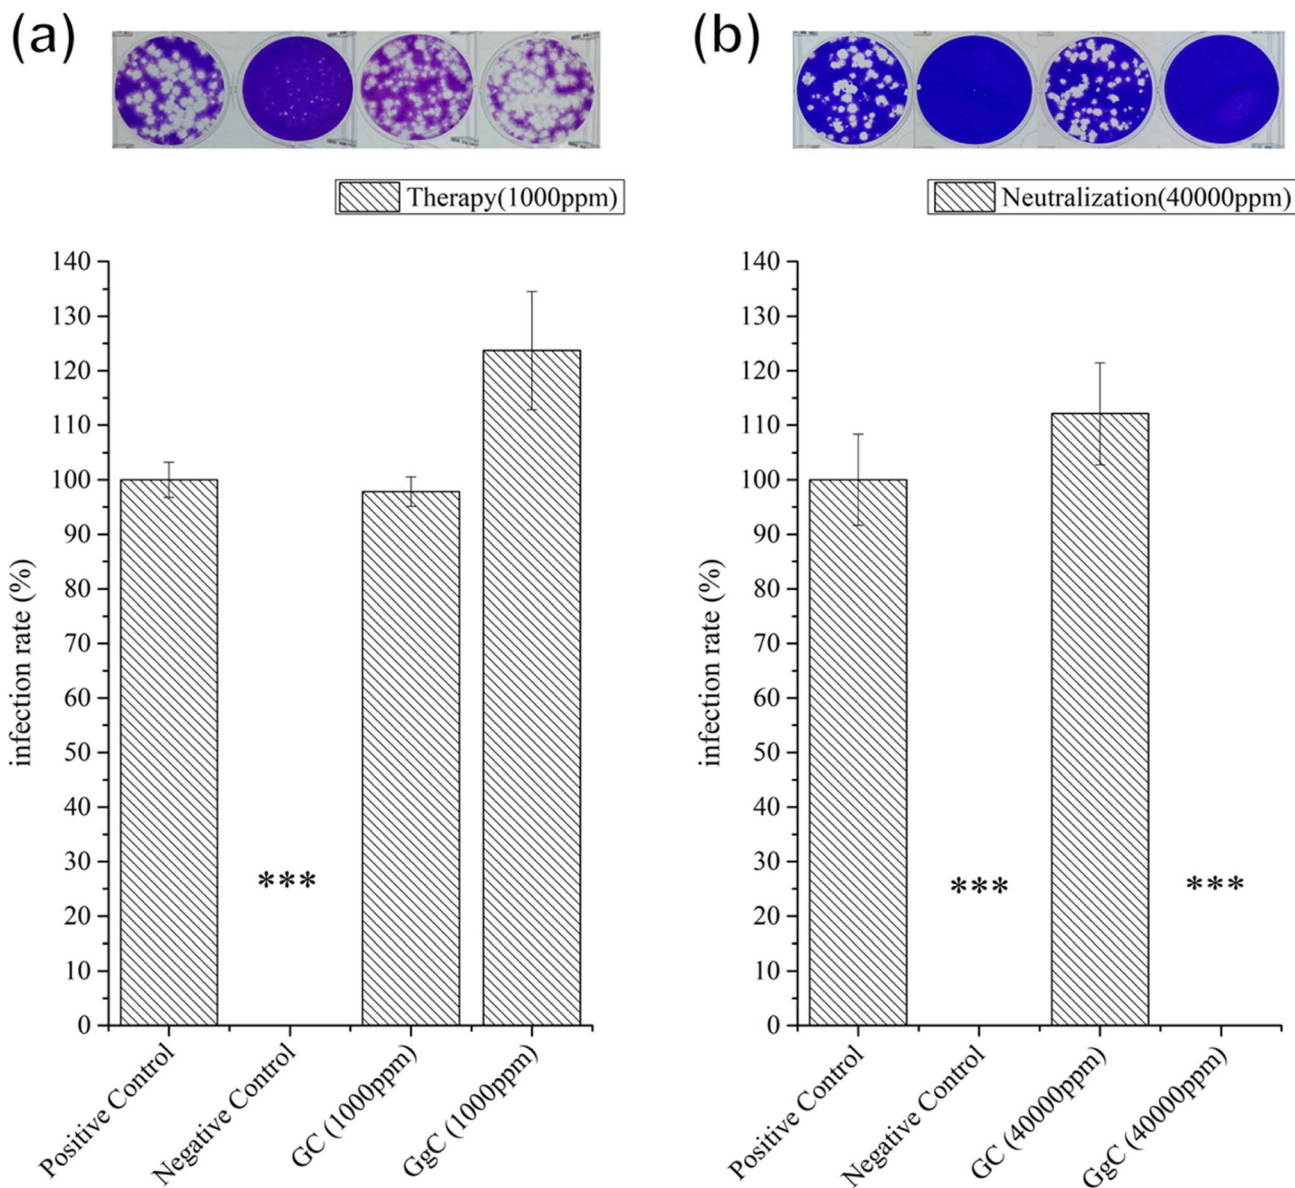 (a)
(b)
Therapy(1000ppm)
Neutralization(40000ppm)
infection rate (%)
140
130
120
110
100
90
80
70
60
50
40
30
20
10
0
***
Positive Control
Negative Control
GC (1000ppm)
GgC (1000ppm)
infection rate (%)
140
130
120
110
100
90
80
70
60
50
40
30
20
10
0
***
***
Positive Control
Negative Control
GC (40000ppm)
GgC (40000ppm)